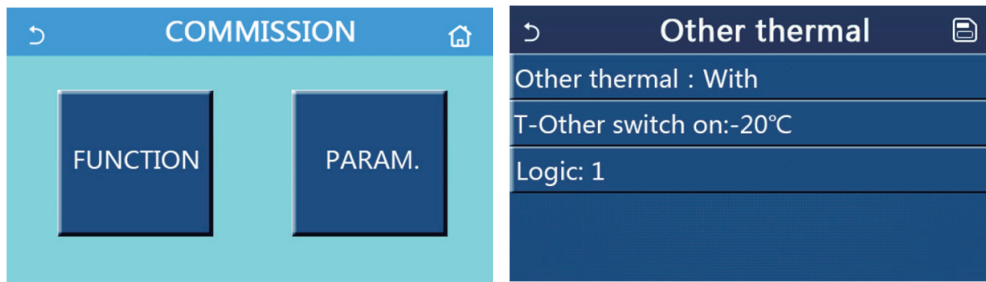 COMMISSION
FUNCTION
PARAM.
Other thermal
Other thermal : With
T-Other switch on:-20℃
Logic: 1